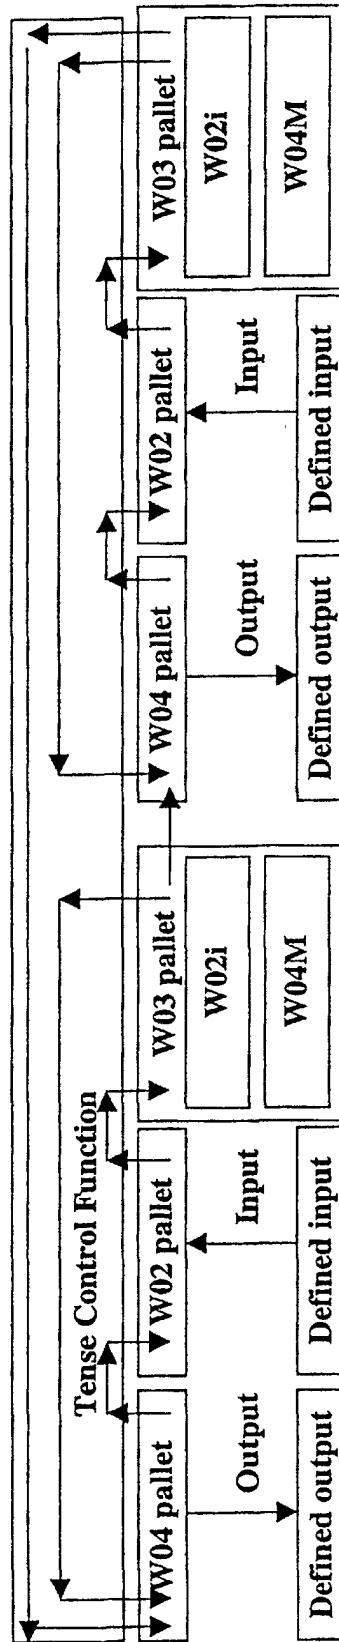 Tense Control Function
W04 pallet
Output
Defined output
W02 pallet
Input
Defined input
W03 pallet
W02i
W04M
W04 pallet
Output
Defined output
W02 pallet
Input
Defined input
W03 pallet
W02i
W04M